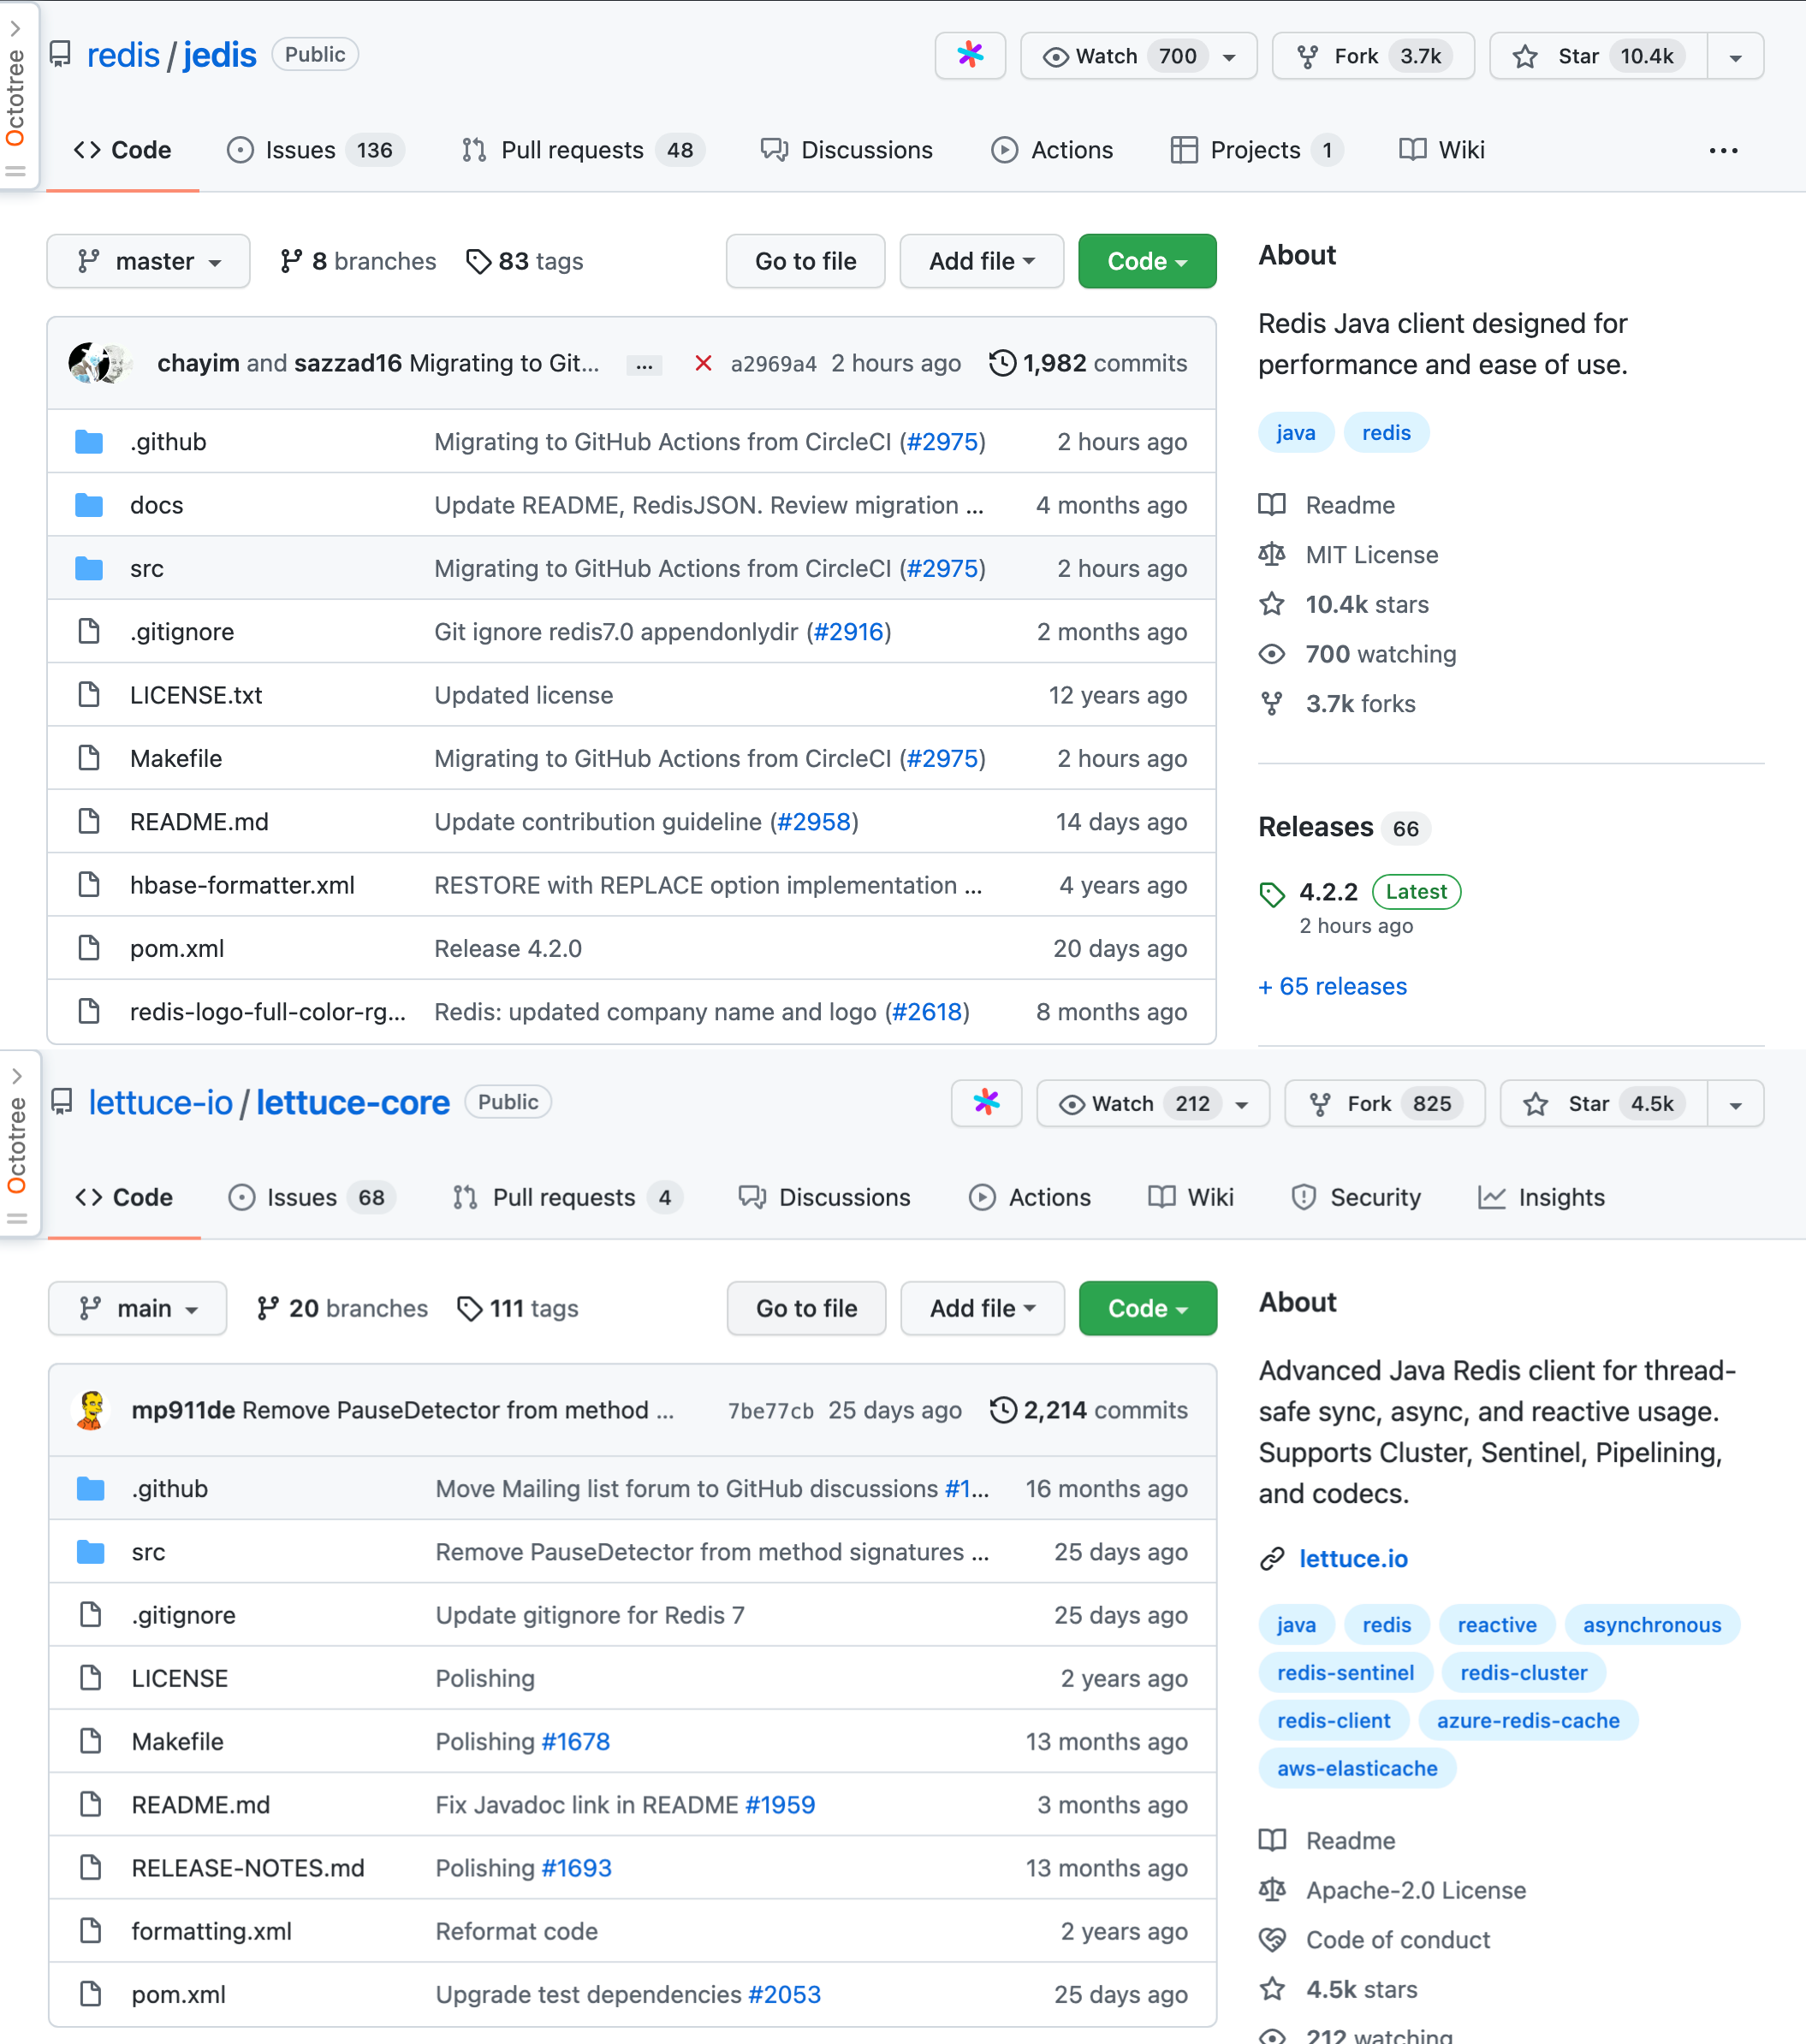 Octotree
redis / jedis Public Watch 700 Fork 3.7k Star 10.4k
Code Issues 136 Pull requests 48 Discussions Actions Projects 1 Wiki ...
master 8 branches 83 tags Go to file Add file Code
chayim and sazzad16 Migrating to Git... ... a2969a4 2 hours ago 1,982 commits
.github Migrating to GitHub Actions from CircleCI (#2975) 2 hours ago
docs Update README, RedisJSON. Review migration ... 4 months ago
src Migrating to GitHub Actions from CircleCI (#2975) 2 hours ago
.gitignore Git ignore redis7.0 appendonlydir (#2916) 2 months ago
LICENSE.txt Updated license 12 years ago
Makefile Migrating to GitHub Actions from CircleCI (#2975) 2 hours ago
README.md Update contribution guideline (#2958) 14 days ago
hbase-formatter.xml RESTORE with REPLACE option implementation ... 4 years ago
pom.xml Release 4.2.0 20 days ago
redis-logo-full-color-rg... Redis: updated company name and logo (#2618) 8 months ago
About
Redis Java client designed for
performance and ease of use.
java redis
Readme
MIT License
10.4k stars
700 watching
3.7k forks
Releases 66
4.2.2 Latest
2 hours ago
+ 65 releases
Octotree
lettuce-io / lettuce-core Public Watch 212 Fork 825 Star 4.5k
Code Issues 68 Pull requests 4 Discussions Actions Wiki Security Insights
main 20 branches 111 tags Go to file Add file Code
mp911de Remove PauseDetector from method ... 7be77cb 25 days ago 2,214 commits
.github Move Mailing list forum to GitHub discussions #1... 16 months ago
src Remove PauseDetector from method signatures ... 25 days ago
.gitignore Update gitignore for Redis 7 25 days ago
LICENSE Polishing 2 years ago
Makefile Polishing #1678 13 months ago
README.md Fix Javadoc link in README #1959 3 months ago
RELEASE-NOTES.md Polishing #1693 13 months ago
formatting.xml Reformat code 2 years ago
pom.xml Upgrade test dependencies #2053 25 days ago
About
Advanced Java Redis client for thread-
safe sync, async, and reactive usage.
Supports Cluster, Sentinel, Pipelining,
and codecs.
lettuce.io
java redis reactive asynchronous
redis-sentinel redis-cluster
redis-client azure-redis-cache
aws-elasticache
Readme
Apache-2.0 License
Code of conduct
4.5k stars
212 watching